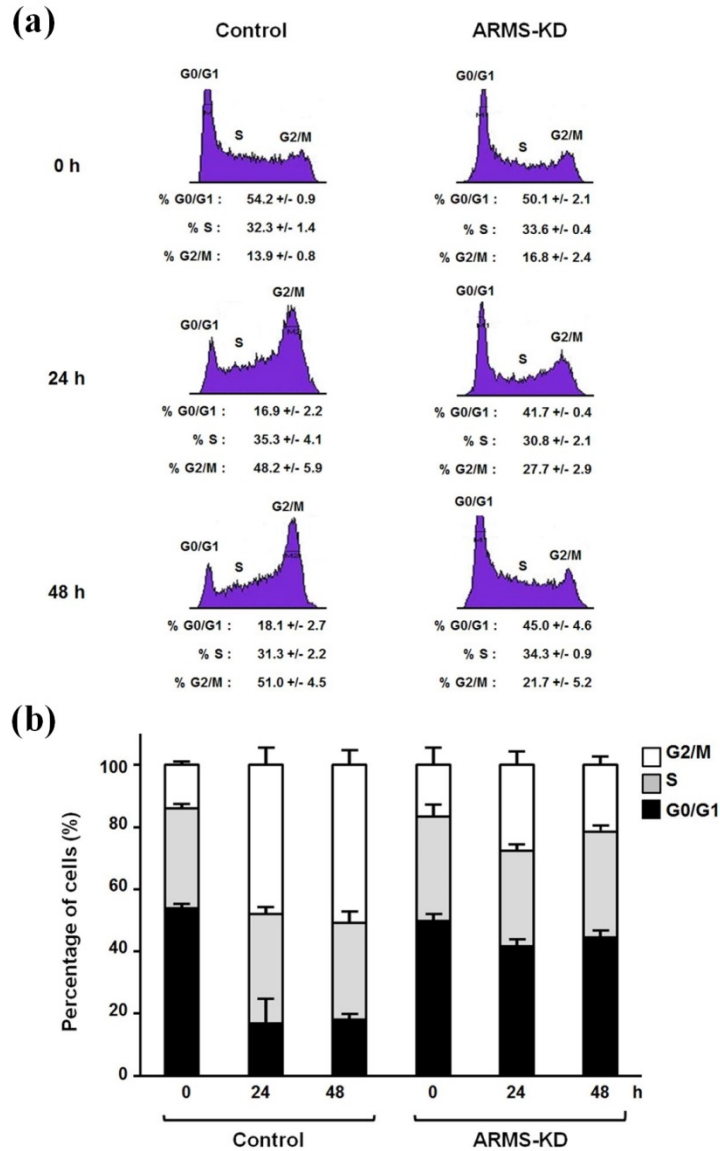 (a)
Control ARMS-KD
G0/G1 G0/G1
S G2/M S G2/M
0 h
% G0/G1 : 54.2 +/- 0.9 % G0/G1 : 50.1 +/- 2.1
% S : 32.3 +/- 1.4 % S : 33.6 +/- 0.4
% G2/M : 13.9 +/- 0.8 % G2/M : 16.8 +/- 2.4
G2/M G0/G1
G0/G1 S S G2/M
24 h
% G0/G1 : 16.9 +/- 2.2 % G0/G1 : 41.7 +/- 0.4
% S : 35.3 +/- 4.1 % S : 30.8 +/- 2.1
% G2/M : 48.2 +/- 5.9 % G2/M : 27.7 +/- 2.9
G2/M G0/G1
G0/G1 S S G2/M
48 h
% G0/G1 : 18.1 +/- 2.7 % G0/G1 : 45.0 +/- 4.6
% S : 31.3 +/- 2.2 % S : 34.3 +/- 0.9
% G2/M : 51.0 +/- 4.5 % G2/M : 21.7 +/- 5.2
(b)
G2/M
S
G0/G1
Percentage of cells (%)
100
80
60
40
20
0
0 24 48 0 24 48 h
Control ARMS-KD